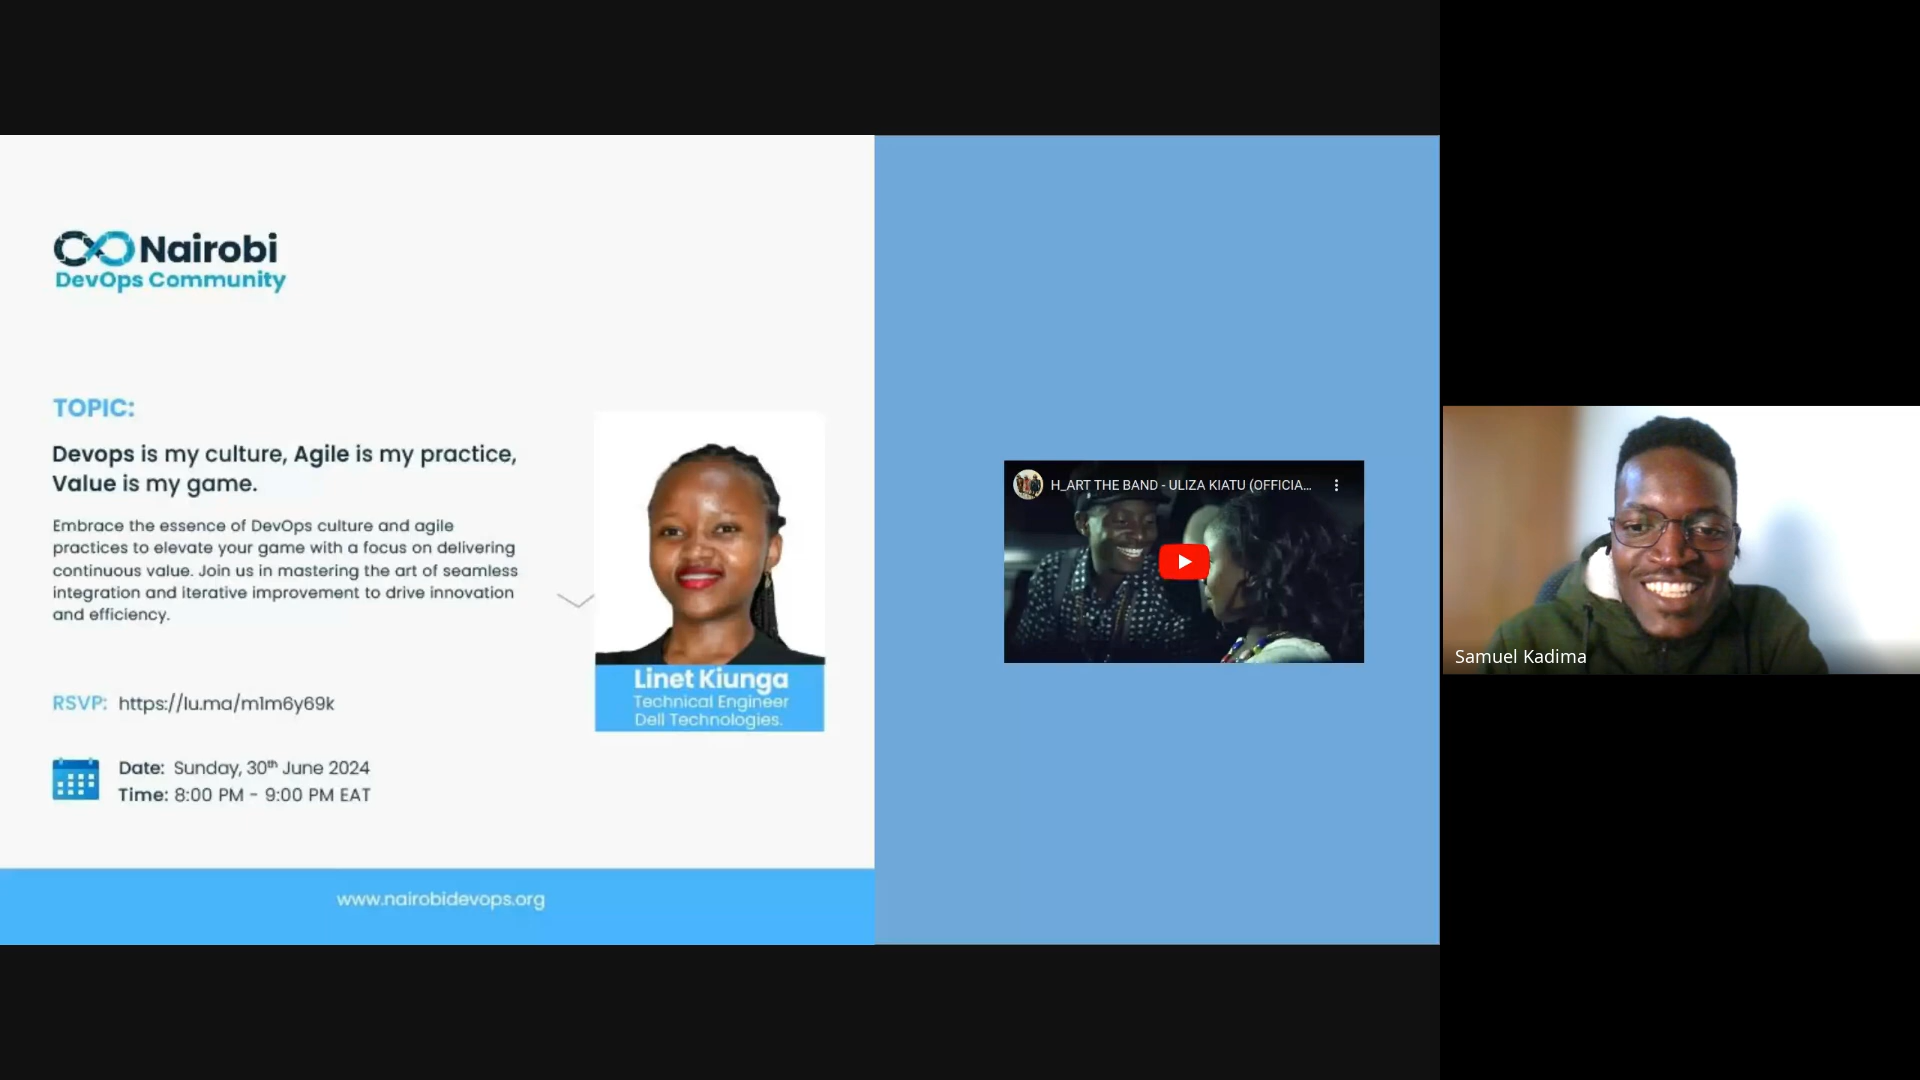 Nairobi
DevOps Community
TOPIC:
Devops is my culture, Agile is my practice,
Value is my game.
Embrace the essence of DevOps culture and agile
practices to elevate your game with a focus on delivering
continuous value. Join us in mastering the art of seamless
integration and iterative improvement to drive innovation
and efficiency.
RSVP: https://lu.ma/m1m6y69k
Date: Sunday, 30th June 2024
Time: 8:00 PM - 9:00 PM EAT
Linet Kiunga
Technical Engineer
Dell Technologies.
www.nairobidevops.org
H_ART THE BAND - ULIZA KIATU (OFFICIA...
Samuel Kadima